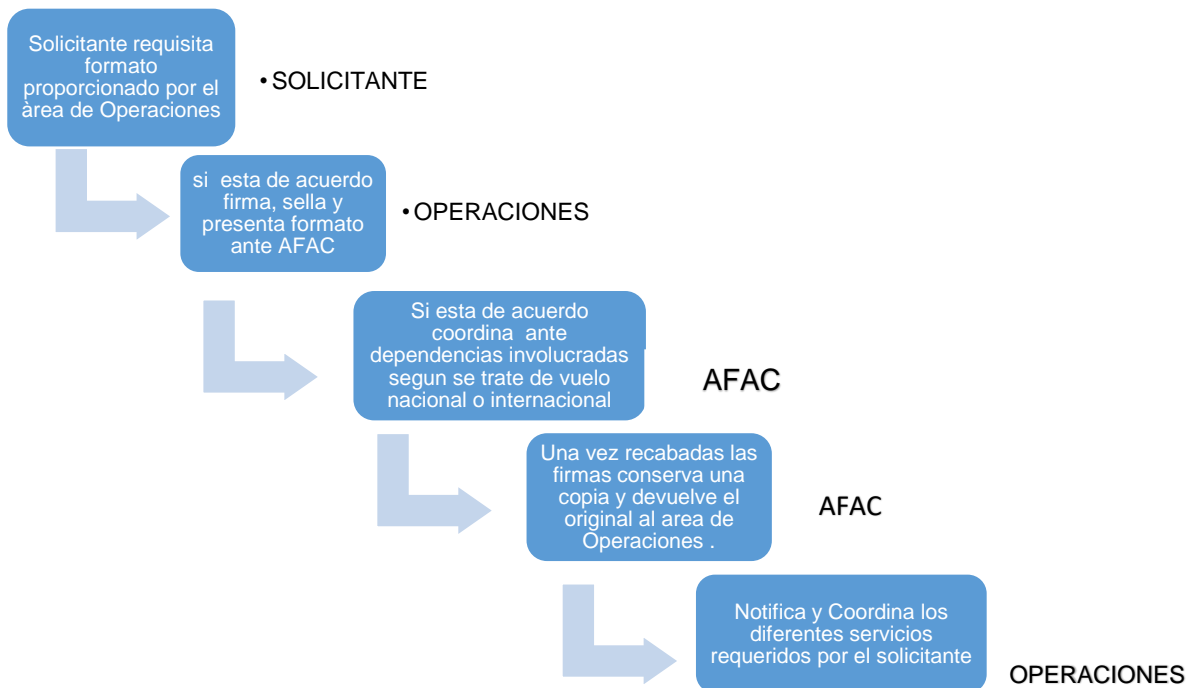 Solicitante requisita
formato
proporcionado por el
àrea de Operaciones
• SOLICITANTE
si esta de acuerdo
firma, sella y
presenta formato
ante AFAC
• OPERACIONES
Si esta de acuerdo
coordina ante
dependencias involucradas
segun se trate de vuelo
nacional o internacional
AFAC
Una vez recabadas las
firmas conserva una
copia y devuelve el
original al area de
Operaciones .
AFAC
Notifica y Coordina los
diferentes servicios
requeridos por el solicitante
OPERACIONES